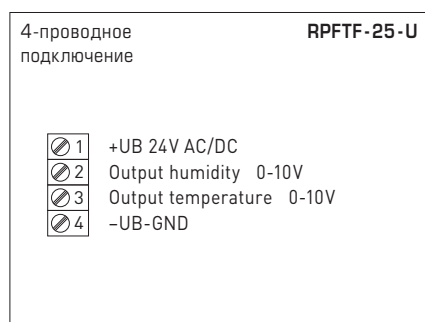 4-проводное RPFTF-25-U
подключение
1 +UB 24V AC/DC
2 Output humidity 0-10V
3 Output temperature 0-10V
4 –UB-GND